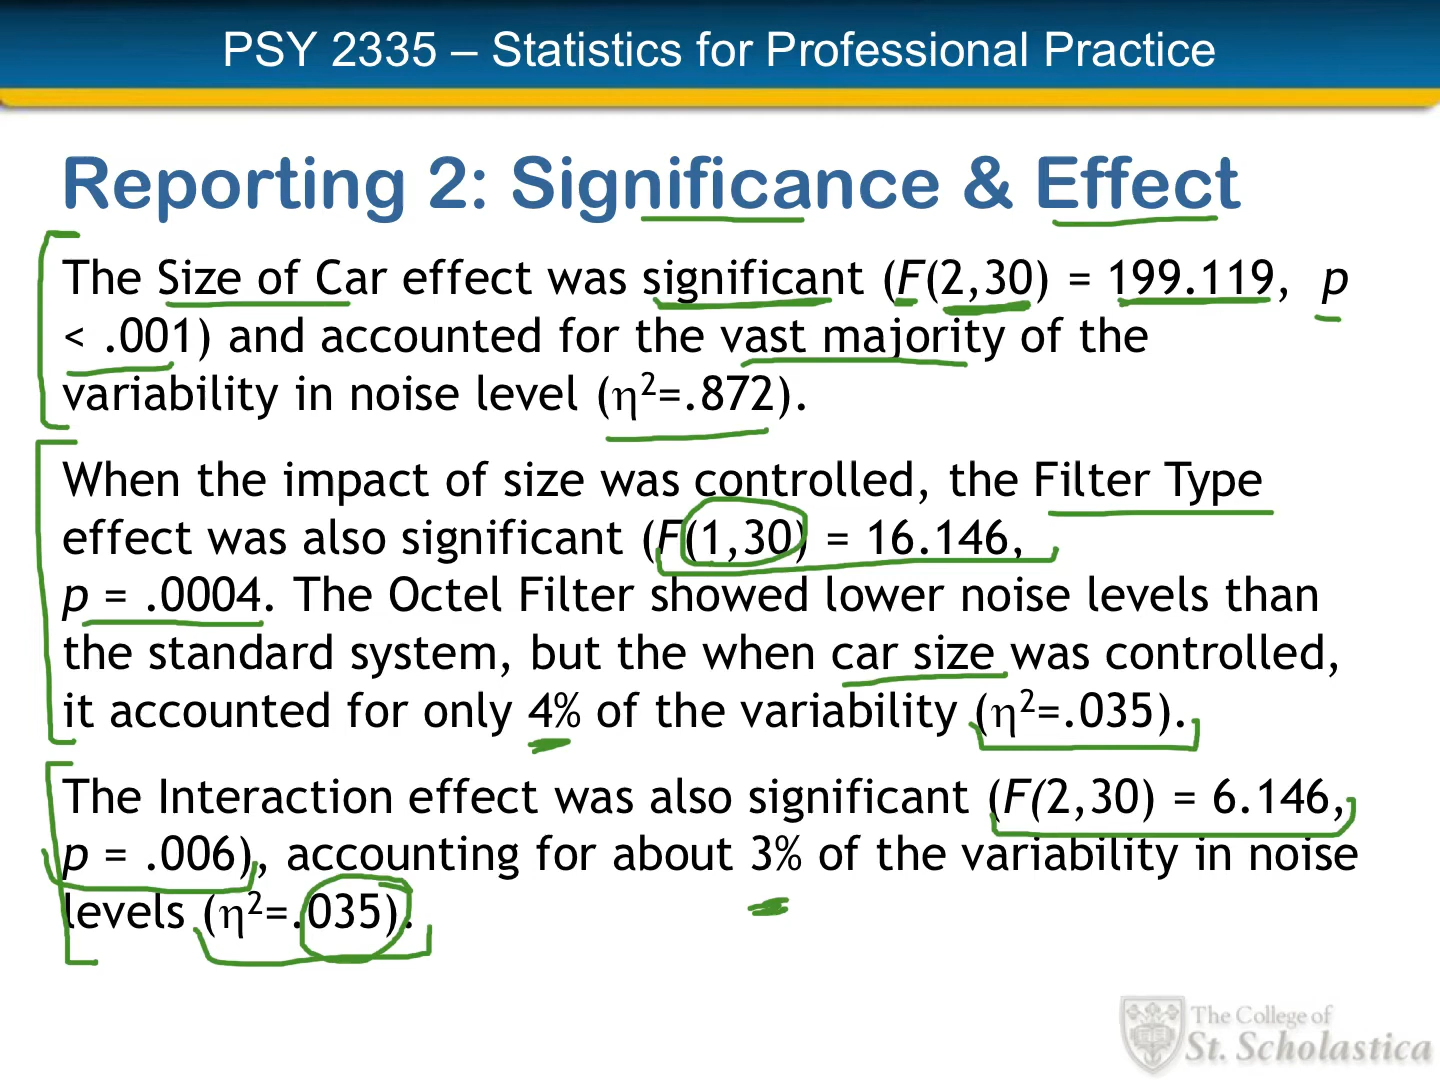 PSY 2335 – Statistics for Professional Practice
Reporting 2: Significance & Effect
The Size of Car effect was significant (F(2,30) = 199.119, p
< .001) and accounted for the vast majority of the
variability in noise level (η²=.872).
When the impact of size was controlled, the Filter Type
effect was also significant (F(1,30) = 16.146,
p = .0004. The Octel Filter showed lower noise levels than
the standard system, but the when car size was controlled,
it accounted for only 4% of the variability (η²=.035).
The Interaction effect was also significant (F(2,30) = 6.146,
p = .006), accounting for about 3% of the variability in noise
levels (η²=.035).
The College of
St. Scholastica